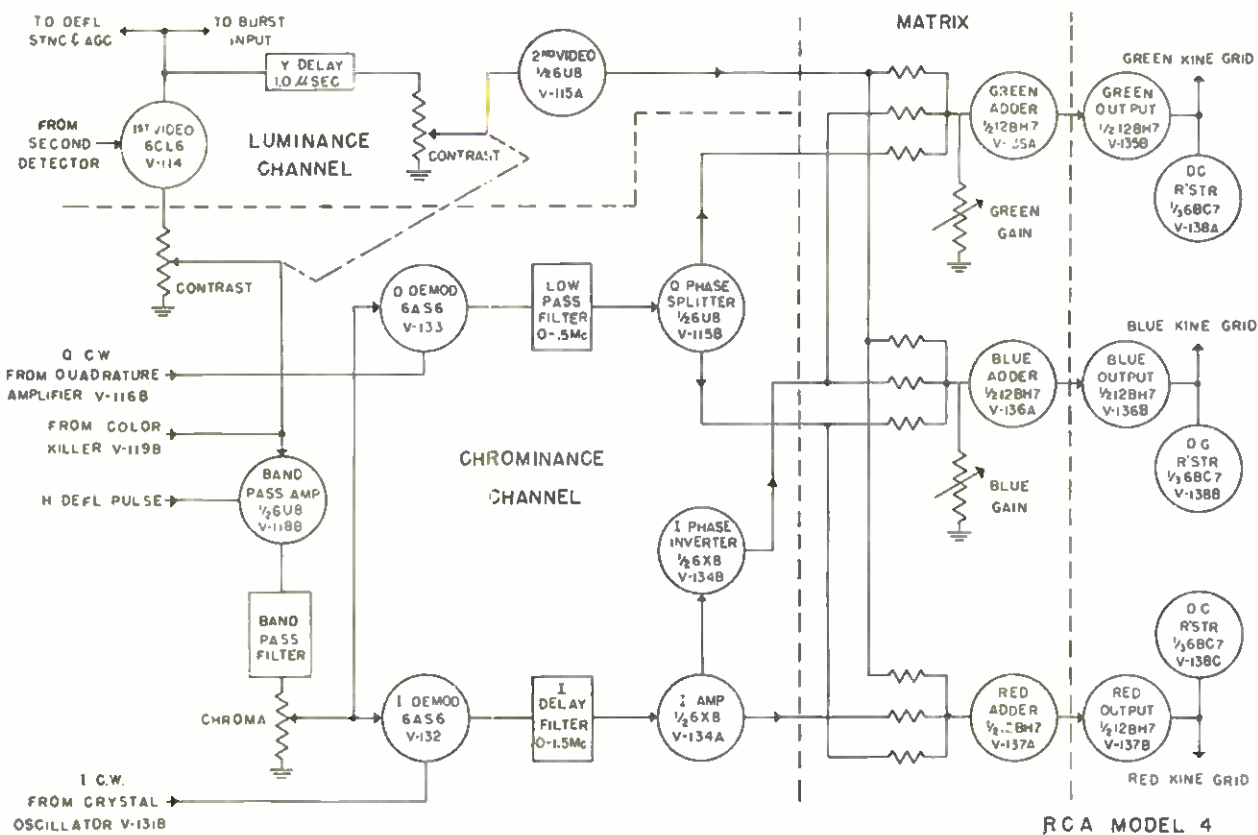 TO DEFL
SYNC & AGC
TO BURST
INPUT
MATRIX
Y DELAY
1.0 µSEC
2ND VIDEO
½6U8
V-115A
GREEN KINE GRID
FROM
SECOND
DETECTOR
1ST VIDEO
6CL6
V-114
LUMINANCE
CHANNEL
CONTRAST
GREEN
ADDER
½12BH7
GREEN
OUTPUT
½12BH7
V-135B
DC
R'STR
⅓6BC7
V-138A
GREEN
GAIN
CONTRAST
Q DEMOD
6AS6
V-133
LOW
PASS
FILTER
0-.5Mc
Q PHASE
SPLITTER
½6U8
V-115B
BLUE KINE GRID
Q C.W.
FROM QUADRATURE
AMPLIFIER V-116B
BLUE
ADDER
½12BH7
V-136A
BLUE
OUTPUT
½12BH7
V-136B
FROM COLOR
KILLER V-119B
CHROMINANCE
CHANNEL
DC
R'STR
⅓6BC7
V-138B
BLUE
GAIN
H DEFL PULSE
BAND
PASS AMP
½6U8
V-118B
I PHASE
INVERTER
½6X8
V-134B
BAND
PASS
FILTER
DC
R'STR
⅓6BC7
V-138C
CHROMA
I DEMOD
6AS6
V-132
I
DELAY
FILTER
0-1.5Mc
I AMP
½6X8
V-134A
RED
ADDER
V-137A
RED
OUTPUT
½12BH7
V-137B
RED KINE GRID
I C.W.
FROM CRYSTAL
OSCILLATOR V-131B
RCA MODEL 4